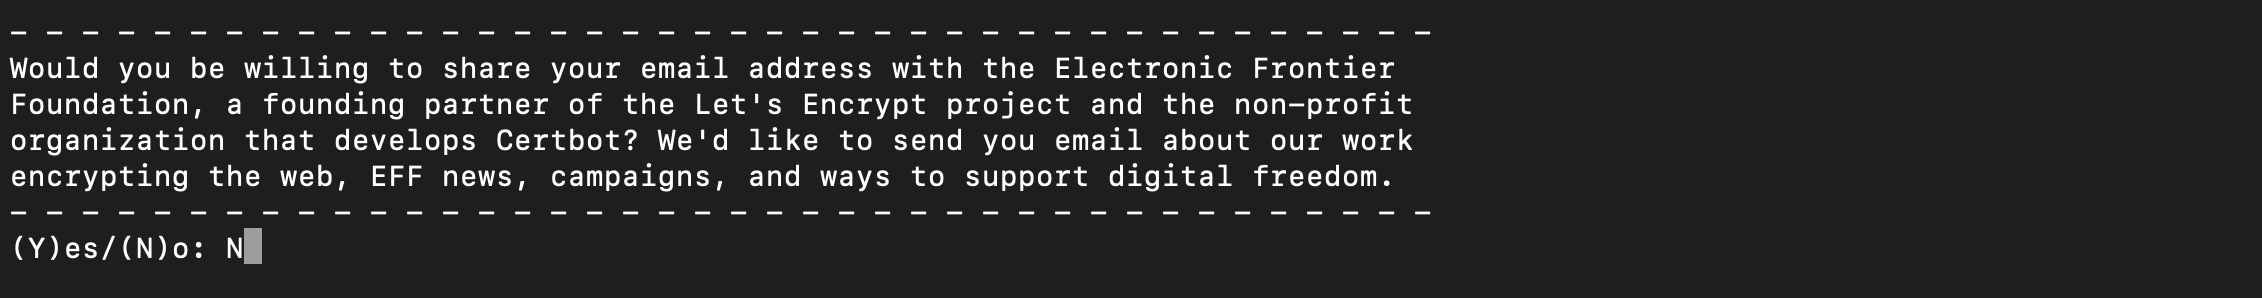 - - - - - - - - - - - - - - - - - - - - - - - - - - - - - - - - - - - - - - - -
Would you be willing to share your email address with the Electronic Frontier
Foundation, a founding partner of the Let's Encrypt project and the non-profit
organization that develops Certbot? We'd like to send you email about our work
encrypting the web, EFF news, campaigns, and ways to support digital freedom.
- - - - - - - - - - - - - - - - - - - - - - - - - - - - - - - - - - - - - - - -
(Y)es/(N)o: N